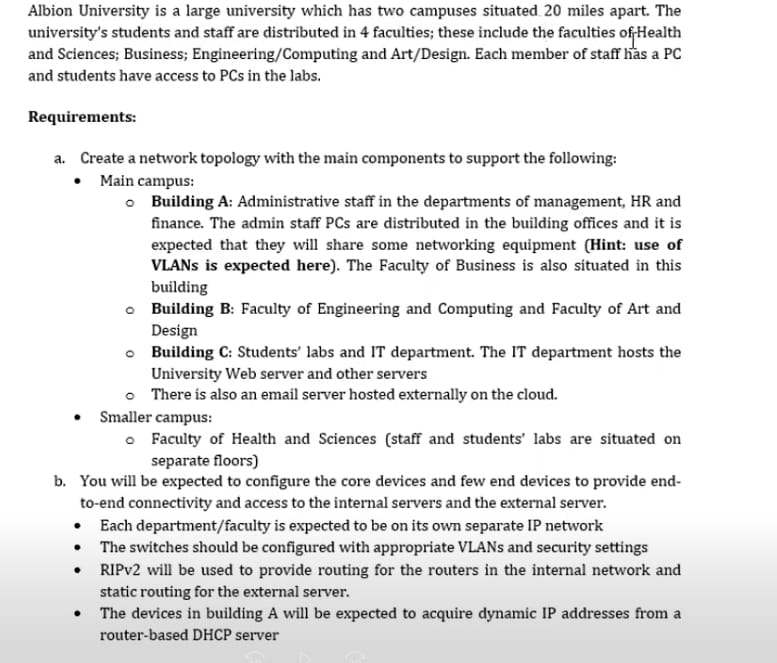 Albion University is a large university which has two campuses situated 20 miles apart. The
university's students and staff are distributed in 4 faculties; these include the faculties of Health
and Sciences; Business; Engineering/Computing and Art/Design. Each member of staff has a PC
and students have access to PCs in the labs.
Requirements:
a. Create a network topology with the main components to support the following:
• Main campus:
o Building A: Administrative staff in the departments of management, HR and
finance. The admin staff PCs are distributed in the building offices and it is
expected that they will share some networking equipment (Hint: use of
VLANs is expected here). The Faculty of Business is also situated in this
building
o Building B: Faculty of Engineering and Computing and Faculty of Art and
Design
o Building C: Students' labs and IT department. The IT department hosts the
University Web server and other servers
o There is also an email server hosted externally on the cloud.
• Smaller campus:
o Faculty of Health and Sciences (staff and students' labs are situated on
separate floors)
b. You will be expected to configure the core devices and few end devices to provide end-
to-end connectivity and access to the internal servers and the external server.
• Each department/faculty is expected to be on its own separate IP network
• The switches should be configured with appropriate VLANs and security settings
• RIPv2 will be used to provide routing for the routers in the internal network and
static routing for the external server.
• The devices in building A will be expected to acquire dynamic IP addresses from a
router-based DHCP server